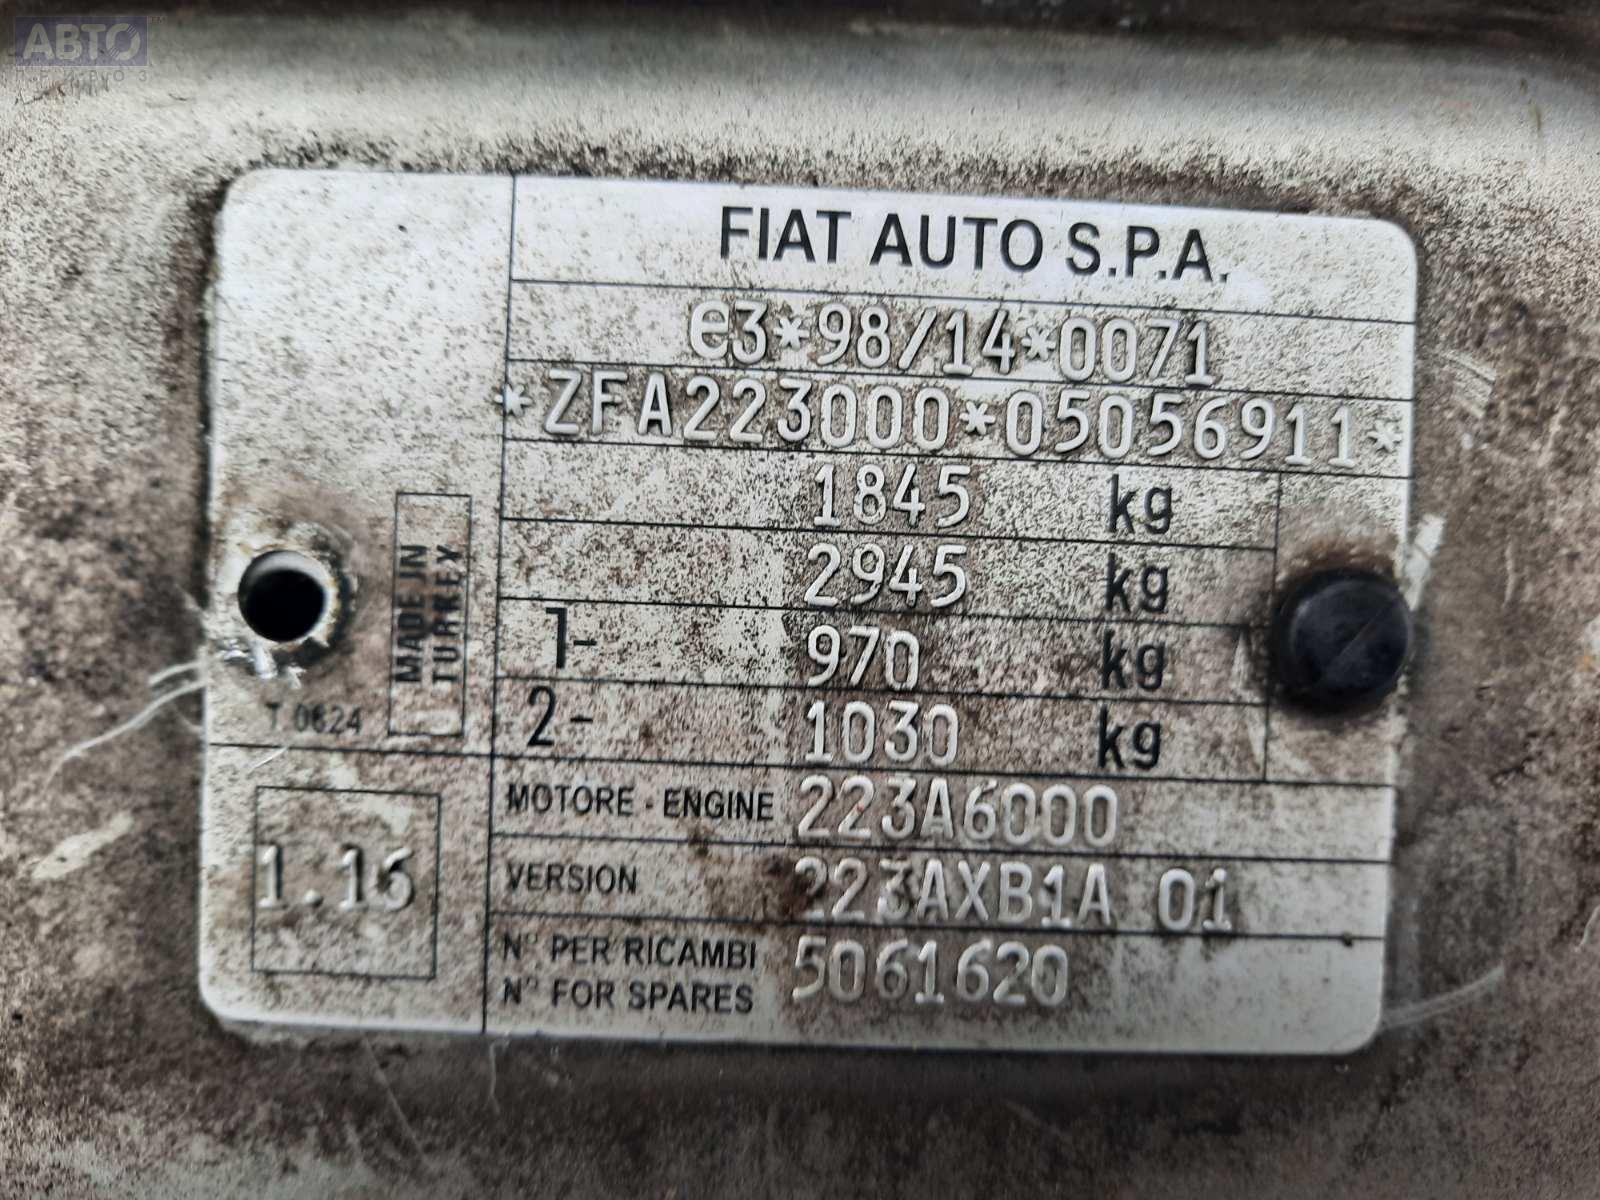 АВТО
ПРИВОЗ
FIAT AUTO S.P.A.
e3*98/14*0071
*ZFA223000*05056911*
1845 kg
2945 kg
1- 970 kg
2- 1030 kg
MADE IN
TURKEY
T 0624
MOTORE - ENGINE 223A6000
1.16
VERSION 223AXB1A 01
N° PER RICAMBI
N° FOR SPARES
5061620